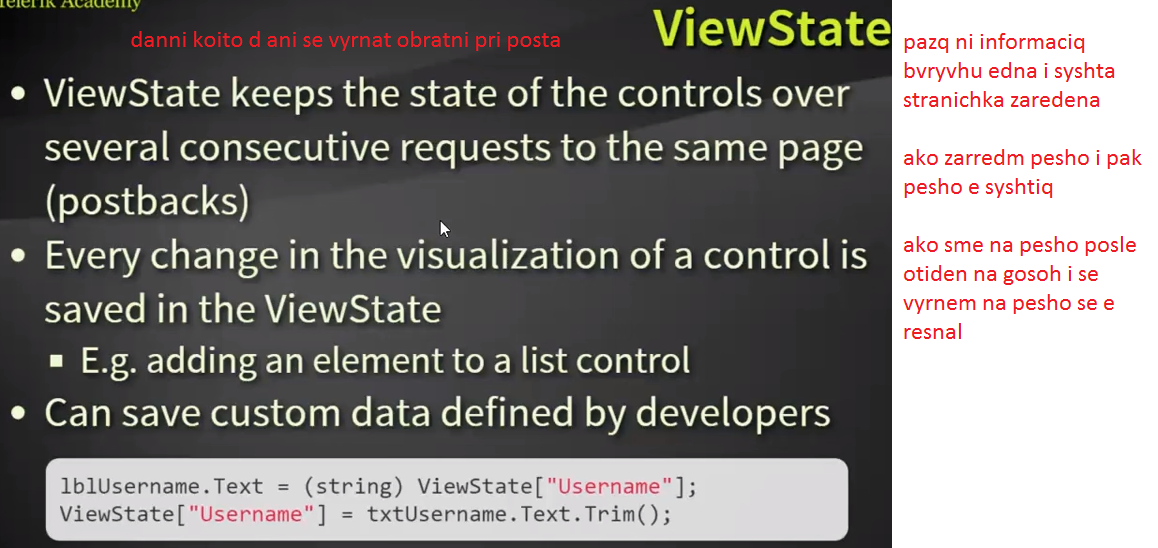 Telerik Academy
ViewState
danni koito d ani se vyrnat obratni pri posta
• ViewState keeps the state of the controls over
several consecutive requests to the same page
(postbacks)
• Every change in the visualization of a control is
saved in the ViewState
▪ E.g. adding an element to a list control
• Can save custom data defined by developers
lblUsername.Text = (string) ViewState["Username"];
ViewState["Username"] = txtUsername.Text.Trim();
pazq ni informaciq
bvryvhu edna i syshta
stranichka zaredena
ako zarredm pesho i pak
pesho e syshtiq
ako sme na pesho posle
otiden na gosoh i se
vyrnem na pesho se e
resnal